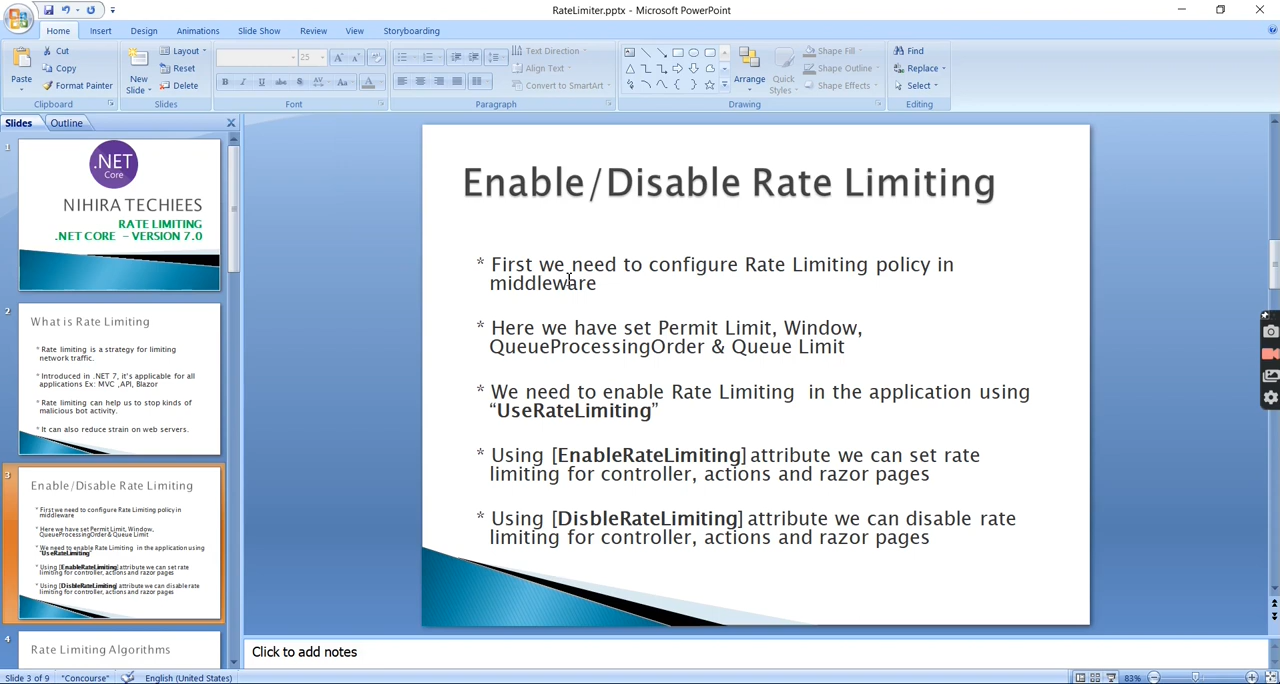 RateLimiter.pptx - Microsoft PowerPoint
Home Insert Design Animations Slide Show Review View Storyboarding
Paste
Cut
Copy
Format Painter
Clipboard
New
Slide
Layout
Reset
Delete
Slides
25
B I U abc S AV Aa A
Font
Text Direction
Align Text
Convert to SmartArt
Paragraph
Arrange
Quick
Styles
Shape Fill
Shape Outline
Shape Effects
Drawing
Find
Replace
Select
Editing
Slides Outline
1
.NET
Core
NIHIRA TECHIEES
RATE LIMITING
.NET CORE - VERSION 7.0
2
What is Rate Limiting
* Rate limiting is a strategy for limiting
network traffic.
* Introduced in .NET 7, it's applicable for all
applications Ex: MVC ,API, Blazor
* Rate limiting can help us to stop kinds of
malicious bot activity.
* It can also reduce strain on web servers.
3
Enable/Disable Rate Limiting
* First we need to configure Rate Limiting policy in
middleware
* Here we have set Permit Limit, Window,
QueueProcessingOrder & Queue Limit
* We need to enable Rate Limiting in the application using
"UseRateLimiting"
* Using [EnableRateLimiting] attribute we can set rate
limiting for controller, actions and razor pages
* Using [DisbleRateLimiting] attribute we can disable rate
limiting for controller, actions and razor pages
4
Rate Limiting Algorithms
Enable/Disable Rate Limiting
* First we need to configure Rate Limiting policy in
middleware
* Here we have set Permit Limit, Window,
QueueProcessingOrder & Queue Limit
* We need to enable Rate Limiting  in the application using
“UseRateLimiting”
* Using [EnableRateLimiting] attribute we can set rate
limiting for controller, actions and razor pages
* Using [DisbleRateLimiting] attribute we can disable rate
limiting for controller, actions and razor pages
Click to add notes
Slide 3 of 9 "Concourse" English (United States) 83%